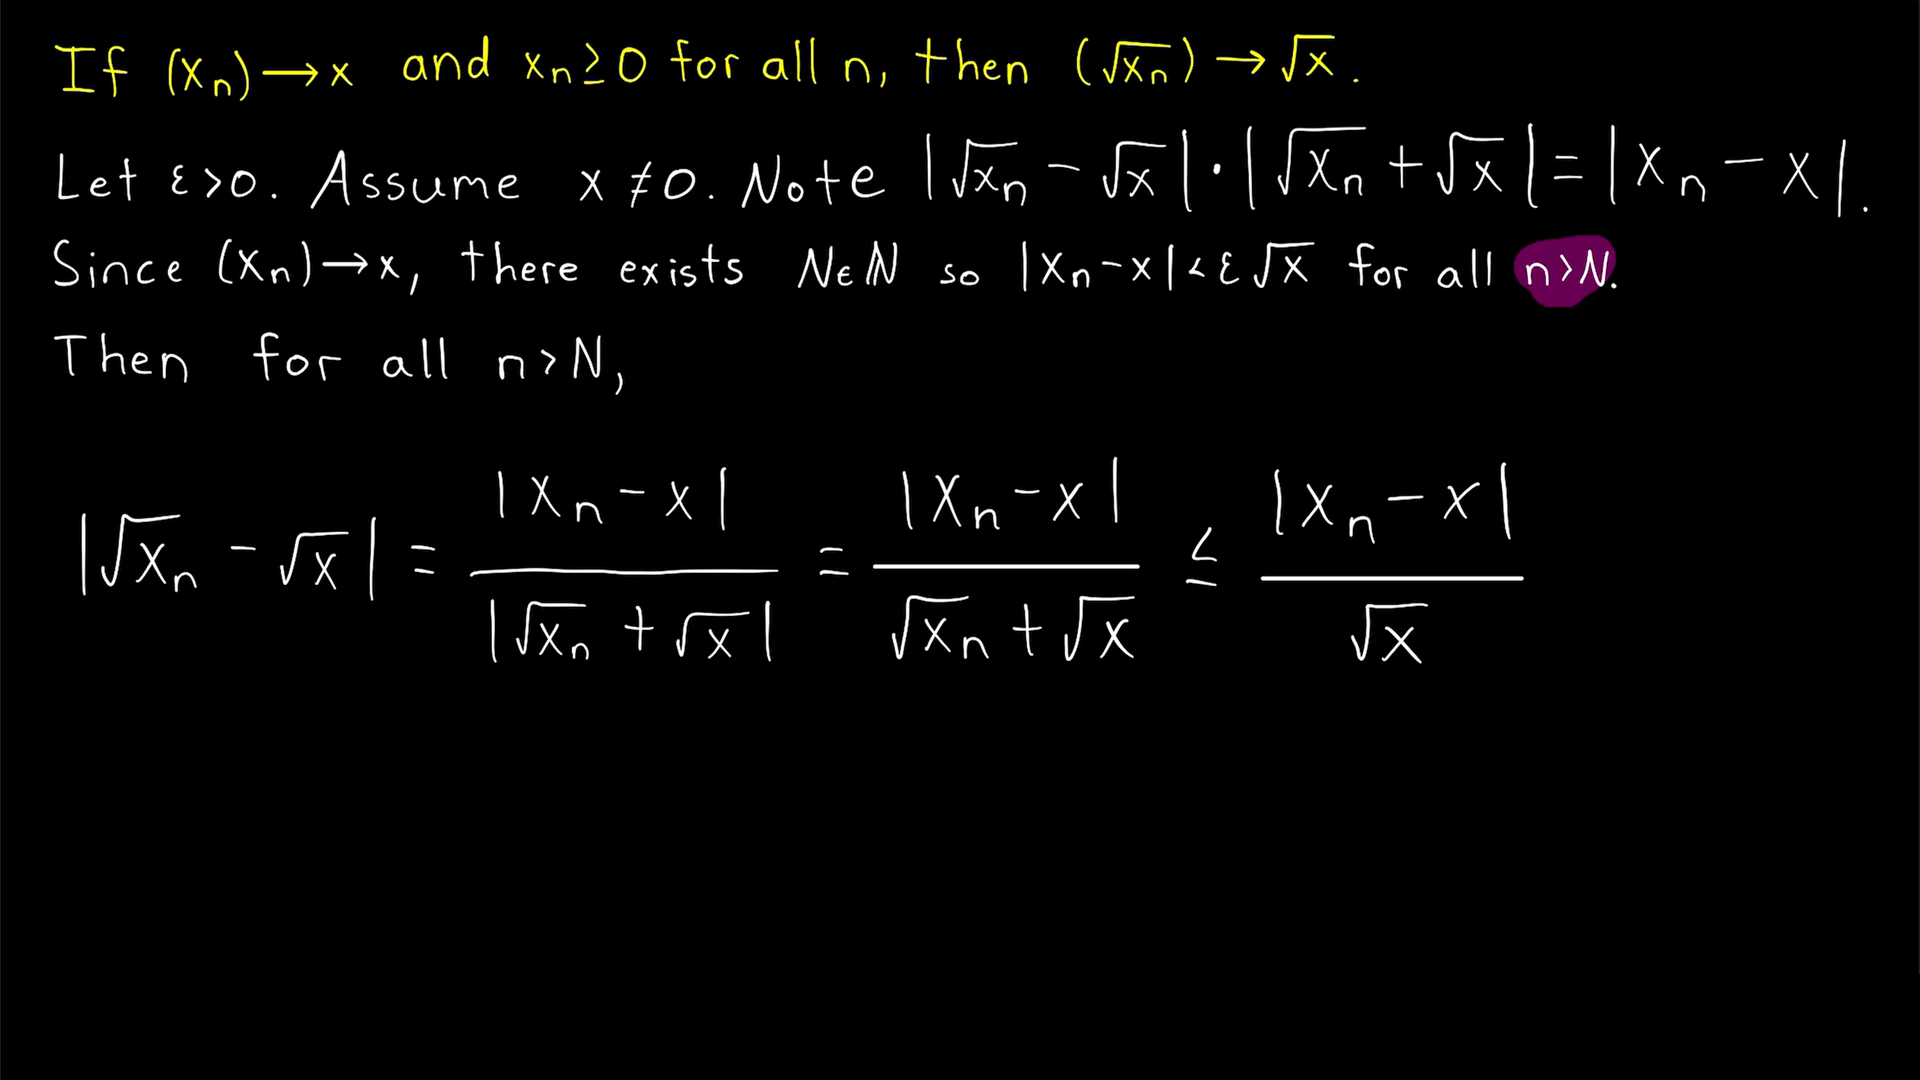 If (xₙ)→x and xₙ≥0 for all n, then (√xₙ)→√x.
Let ε>0. Assume x≠0. Note |√xₙ - √x|·|√xₙ + √x| = |xₙ - x|.
Since (xₙ)→x, there exists N∈ℕ so |xₙ-x|<ε√x for all n>N.
Then for all n>N,
|√xₙ - √x| = |xₙ - x| / |√xₙ + √x| = |xₙ - x| / √xₙ + √x ≤ |xₙ - x| / √x